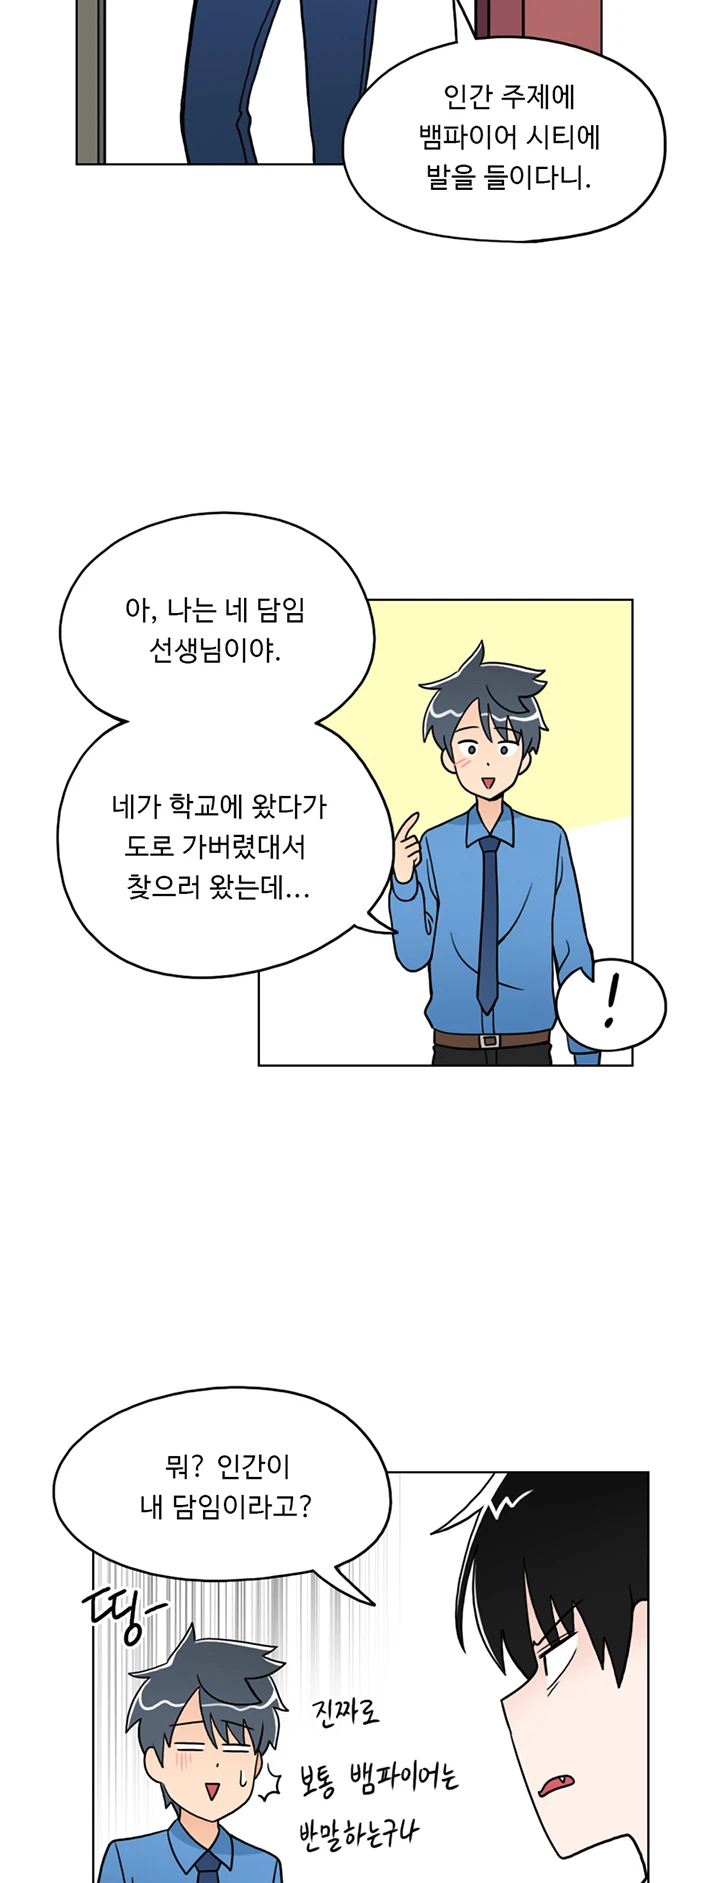 인간 주제에
뱀파이어 시티에
발을 들이다니.
아, 나는 네 담임
선생님이야.
네가 학교에 왔다가
도로 가버렸대서
찾으러 왔는데...
!
뭐? 인간이
내 담임이라고?
띵-
진짜로
보통 뱀파이어는
반말하는구나